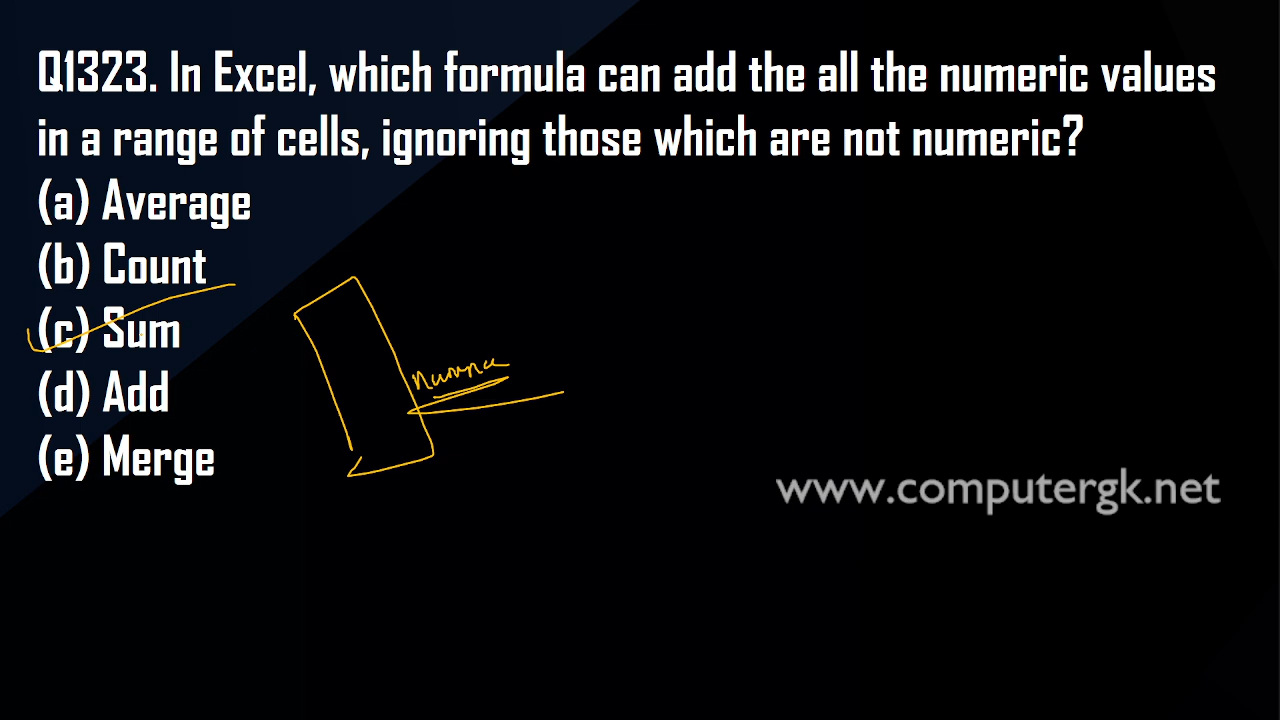 Q1323. In Excel, which formula can add the all the numeric values
in a range of cells, ignoring those which are not numeric?
(a) Average
(b) Count
(c) Sum
(d) Add
(e) Merge
www.computergk.net